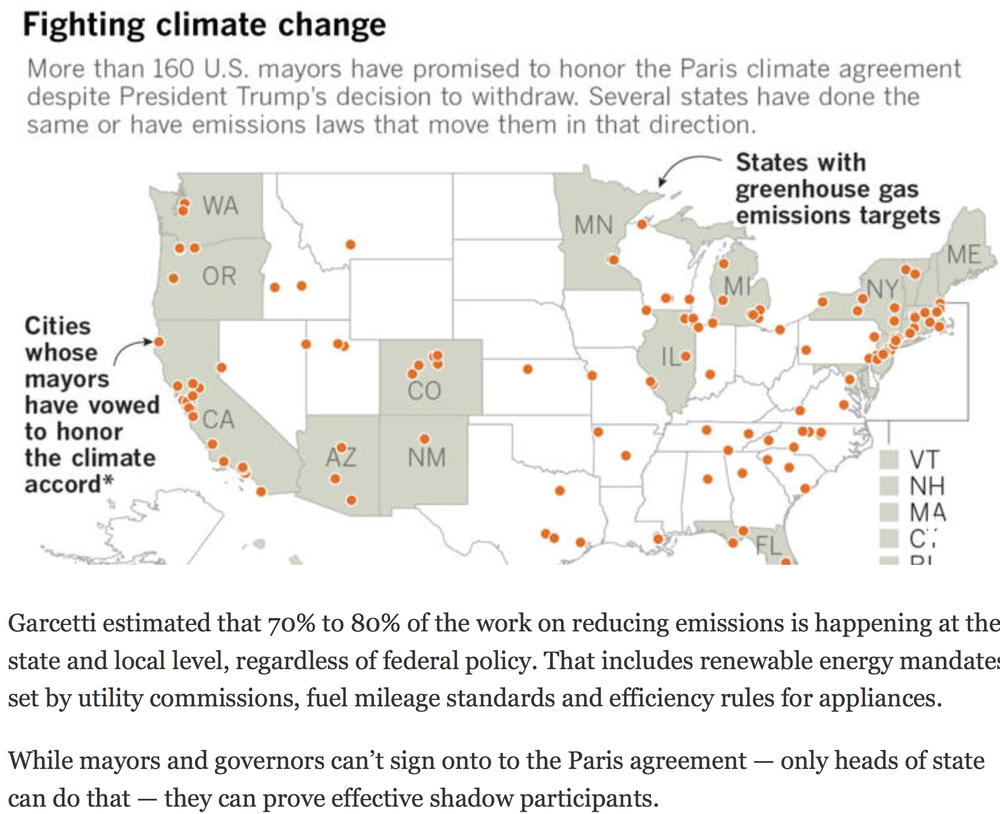 Fighting climate change
More than 160 U.S. mayors have promised to honor the Paris climate agreement
despite President Trump's decision to withdraw. Several states have done the
same or have emissions laws that move them in that direction.
States with
greenhouse gas
emissions targets
WA
MN
ME
OR
MI
NY
Cities
whose
mayors
have vowed
to honor
the climate
accord*
IL
CO
CA
AZ
NM
VT
NH
MA
FL
Garcetti estimated that 70% to 80% of the work on reducing emissions is happening at the
state and local level, regardless of federal policy. That includes renewable energy mandates
set by utility commissions, fuel mileage standards and efficiency rules for appliances.
While mayors and governors can’t sign onto to the Paris agreement — only heads of state
can do that — they can prove effective shadow participants.